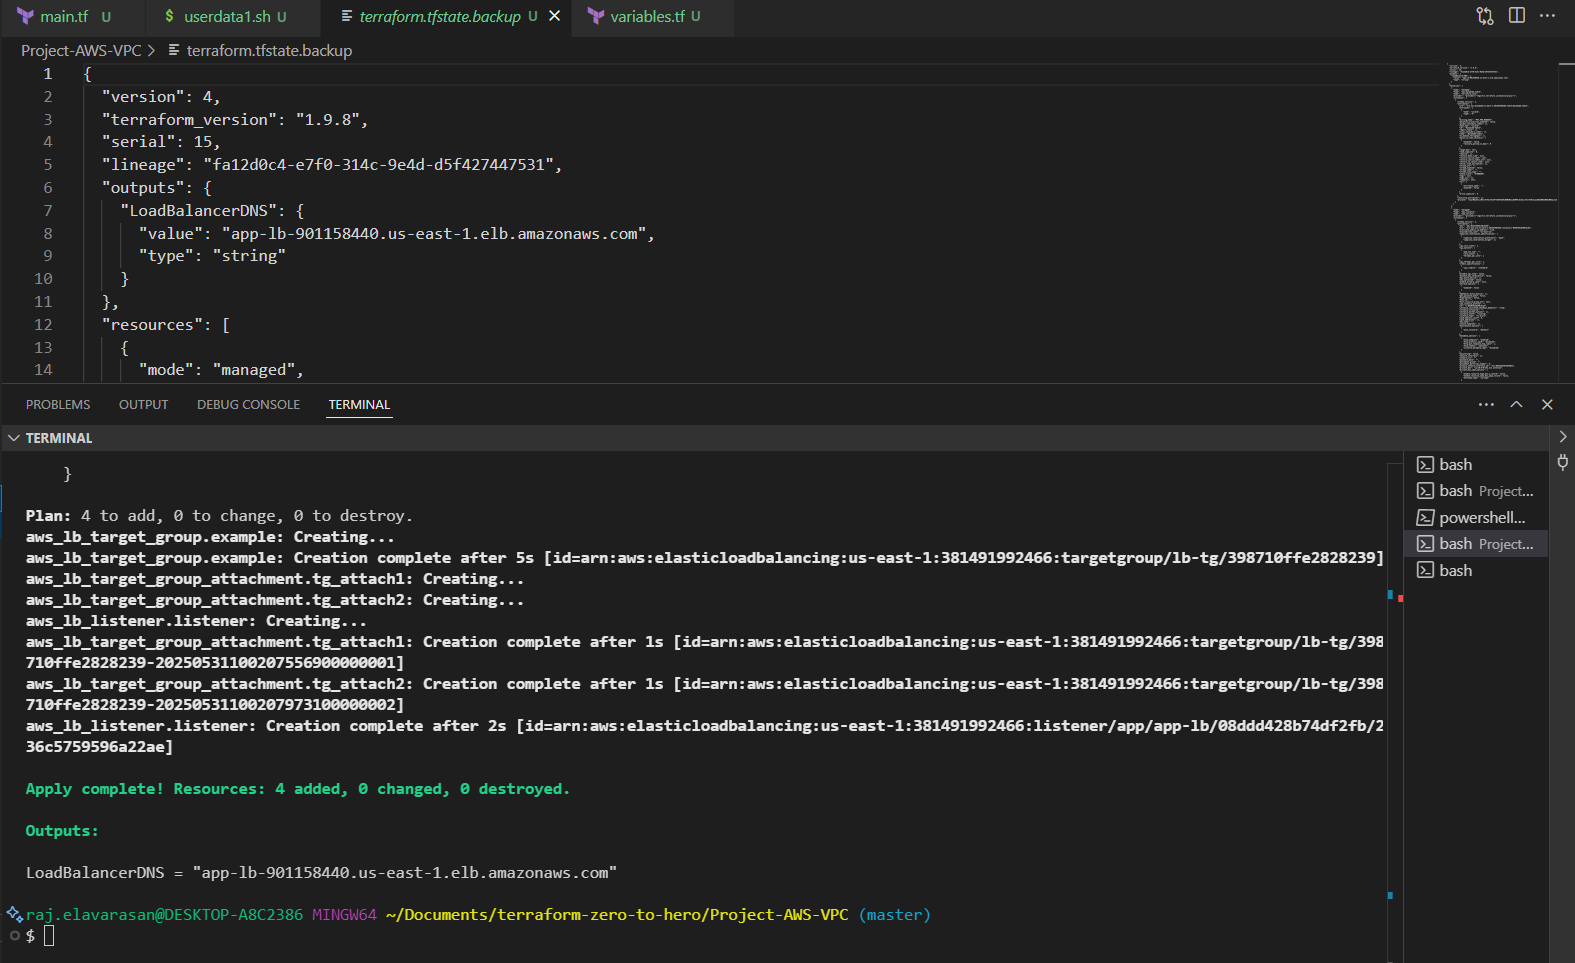 main.tf U
$ userdata1.sh U
terraform.tfstate.backup U
variables.tf U
Project-AWS-VPC > terraform.tfstate.backup
1 {
2 "version": 4,
3 "terraform_version": "1.9.8",
4 "serial": 15,
5 "lineage": "fa12d0c4-e7f0-314c-9e4d-d5f427447531",
6 "outputs": {
7 "LoadBalancerDNS": {
8 "value": "app-lb-901158440.us-east-1.elb.amazonaws.com",
9 "type": "string"
10 }
11 },
12 "resources": [
13 {
14 "mode": "managed",
PROBLEMS OUTPUT DEBUG CONSOLE TERMINAL
TERMINAL
}
Plan: 4 to add, 0 to change, 0 to destroy.
aws_lb_target_group.example: Creating...
aws_lb_target_group.example: Creation complete after 5s [id=arn:aws:elasticloadbalancing:us-east-1:381491992466:targetgroup/lb-tg/398710ffe2828239]
aws_lb_target_group_attachment.tg_attach1: Creating...
aws_lb_target_group_attachment.tg_attach2: Creating...
aws_lb_listener.listener: Creating...
aws_lb_target_group_attachment.tg_attach1: Creation complete after 1s [id=arn:aws:elasticloadbalancing:us-east-1:381491992466:targetgroup/lb-tg/398
710ffe2828239-20250531100207556900000001]
aws_lb_target_group_attachment.tg_attach2: Creation complete after 1s [id=arn:aws:elasticloadbalancing:us-east-1:381491992466:targetgroup/lb-tg/398
710ffe2828239-20250531100207973100000002]
aws_lb_listener.listener: Creation complete after 2s [id=arn:aws:elasticloadbalancing:us-east-1:381491992466:listener/app/app-lb/08ddd428b74df2fb/2
36c5759596a22ae]
Apply complete! Resources: 4 added, 0 changed, 0 destroyed.
Outputs:
LoadBalancerDNS = "app-lb-901158440.us-east-1.elb.amazonaws.com"
raj.elavarasan@DESKTOP-A8C2386 MINGW64 ~/Documents/terraform-zero-to-hero/Project-AWS-VPC (master)
$
bash
bash Project...
powershell...
bash Project...
bash